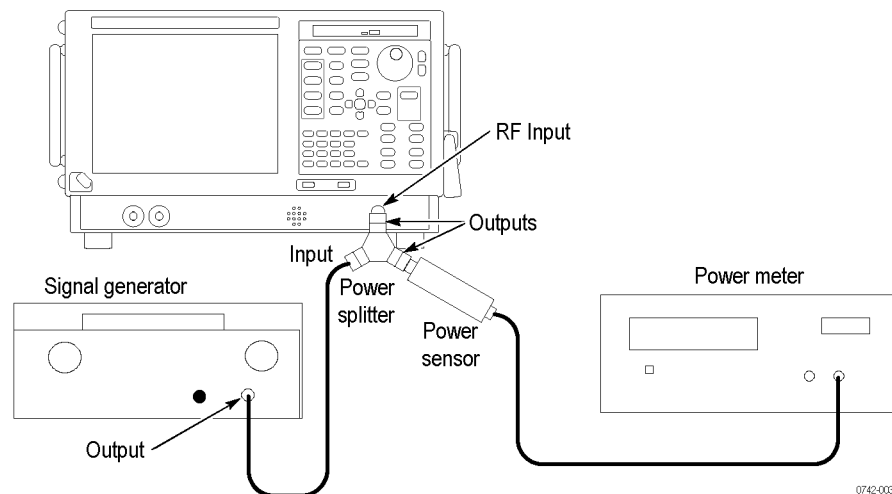 RF Input
Outputs
Input
Signal generator
Power
splitter
Power meter
Power
sensor
Output
0742-003